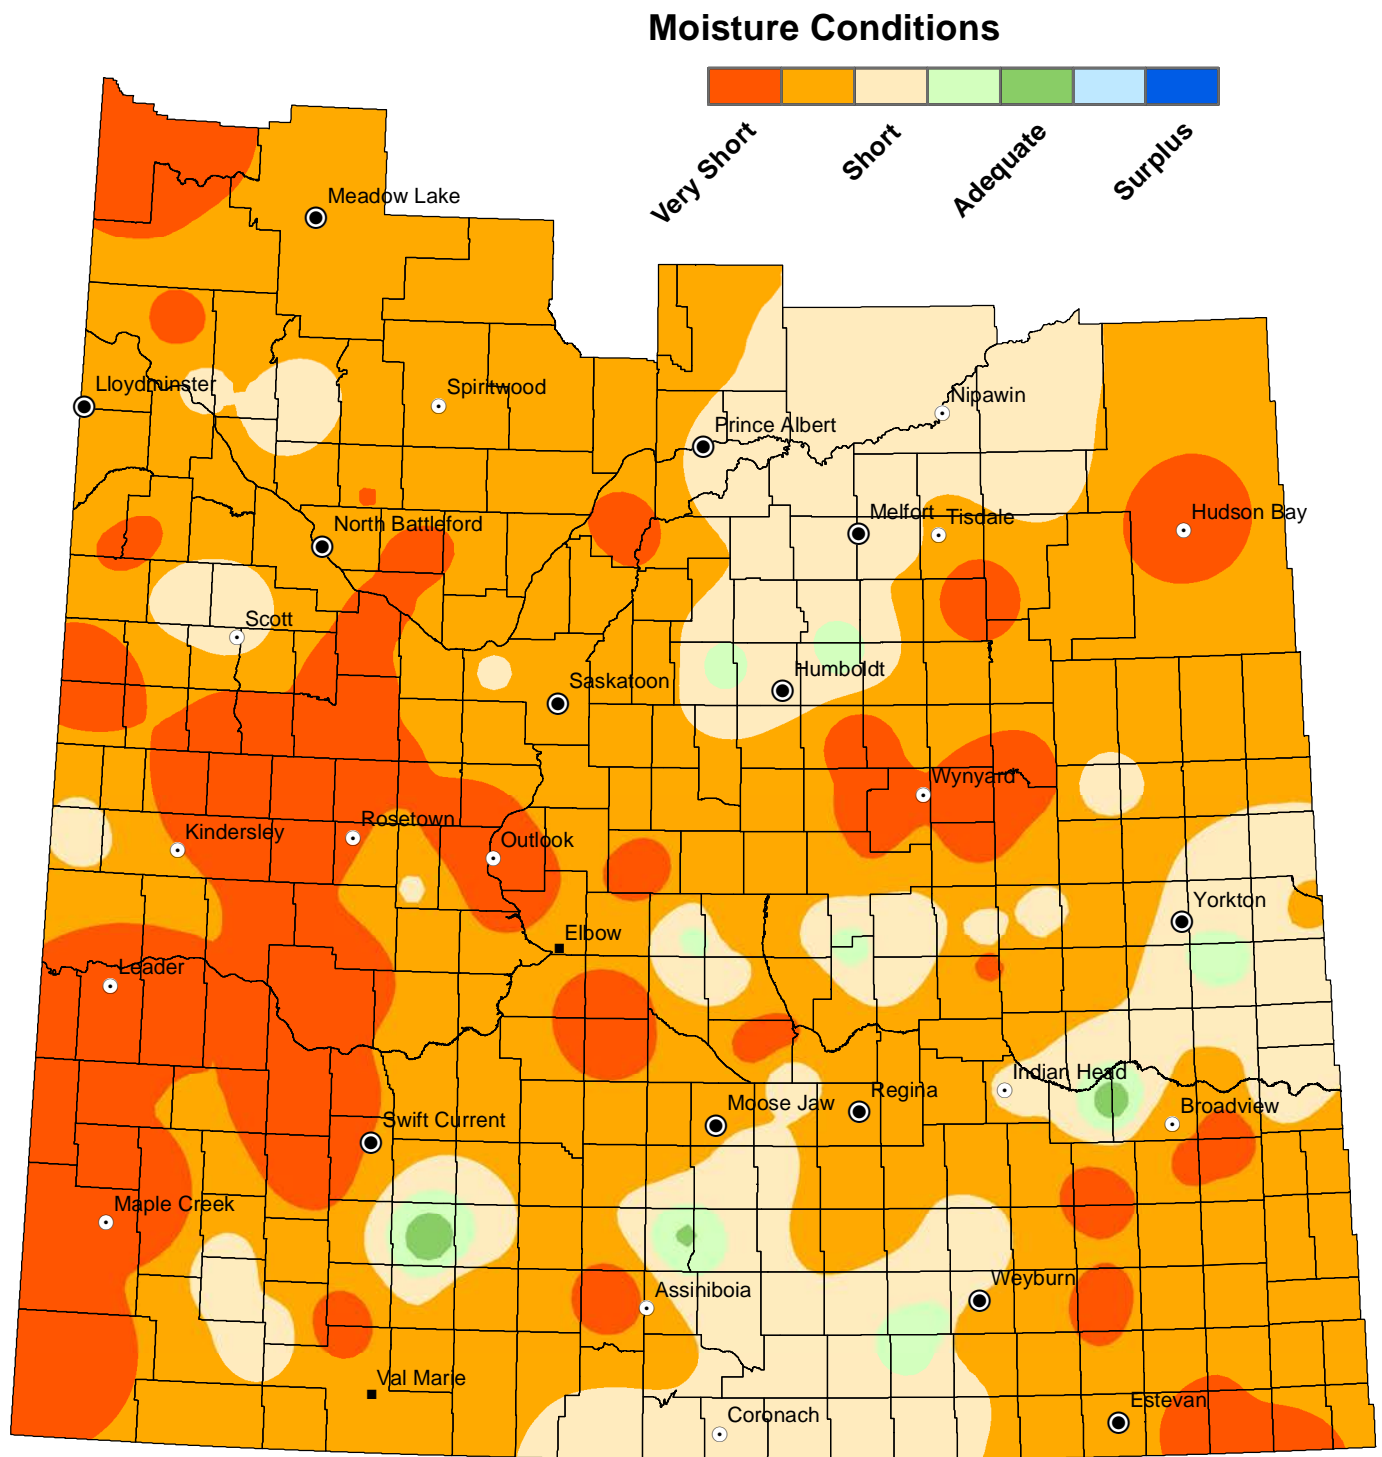 Moisture Conditions
Very Short
Short
Adequate
Surplus
Meadow Lake
Lloydminster
Spiritwood
Nipawin
Prince Albert
North Battleford
Melfort
Tisdale
Hudson Bay
Scott
Saskatoon
Humboldt
Wynyard
Kindersley
Rosetown
Outlook
Yorkton
Elbow
Leader
Indian Head
Swift Current
Moose Jaw
Regina
Broadview
Maple Creek
Assiniboia
Weyburn
Val Marie
Coronach
Estevan